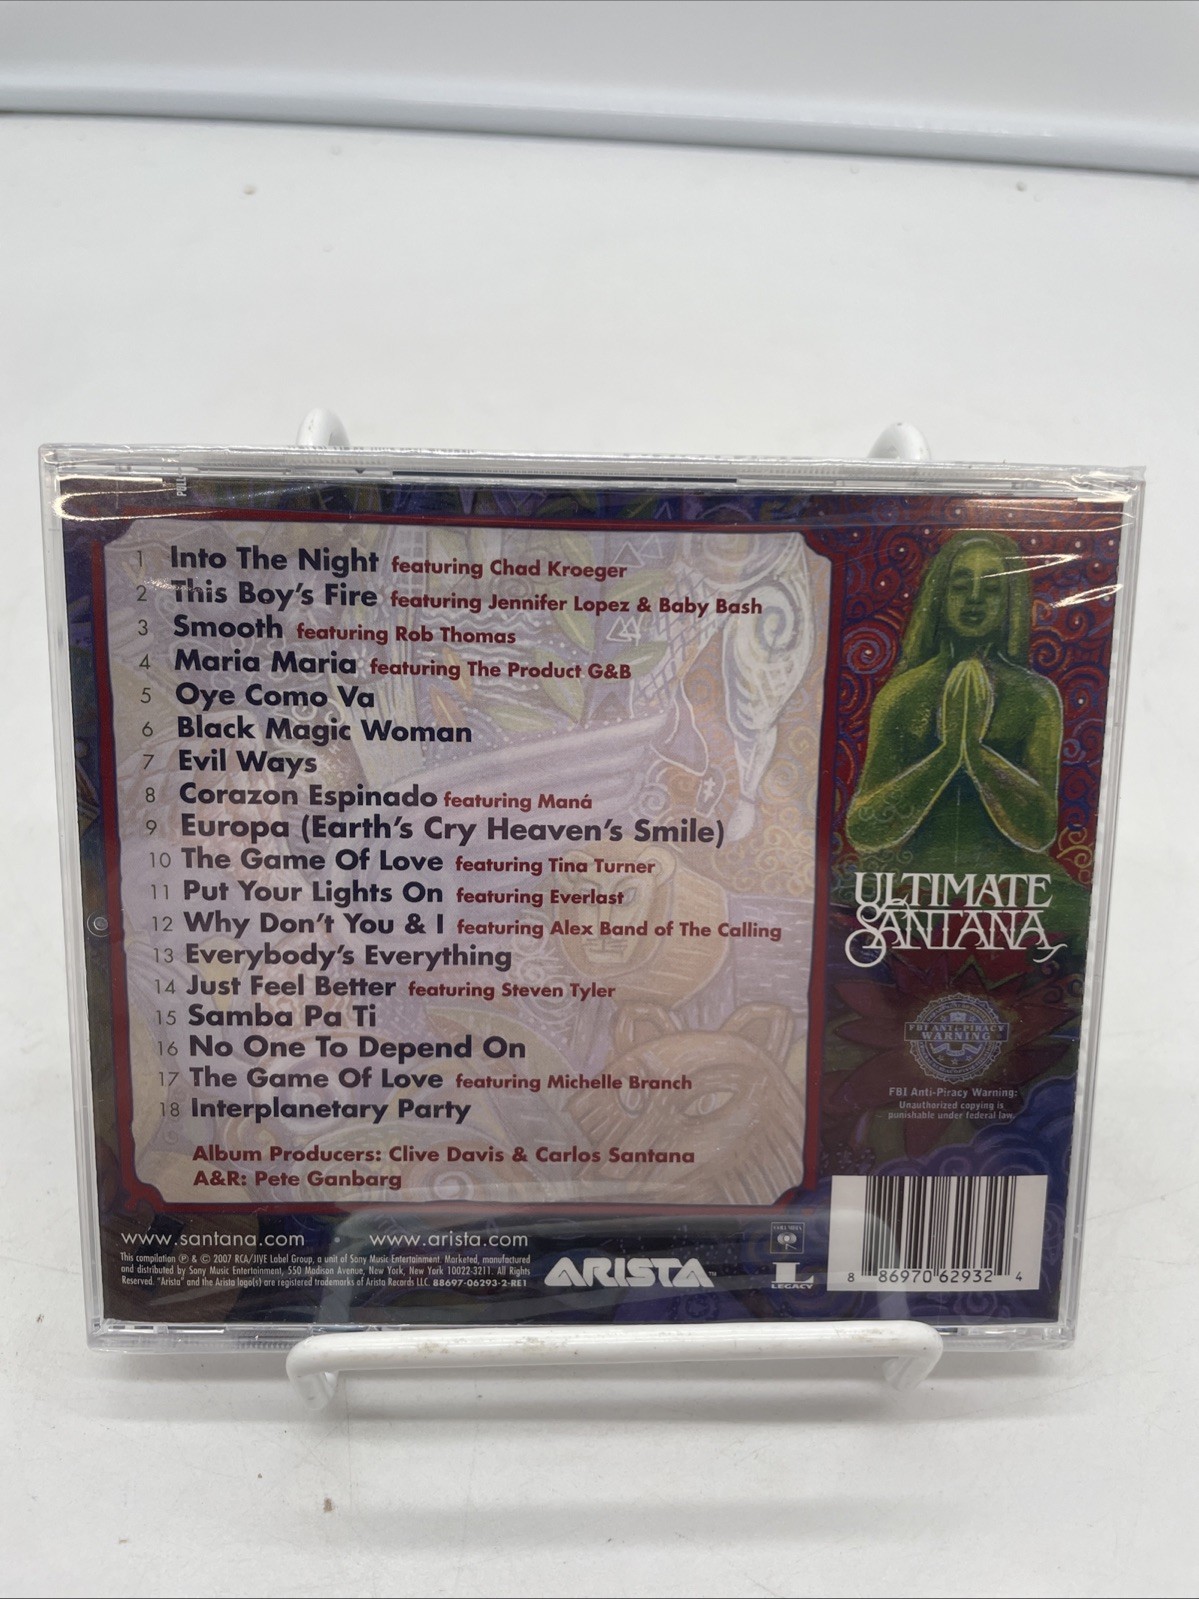 PULL
1 Into The Night featuring Chad Kroeger
2 This Boy's Fire featuring Jennifer Lopez & Baby Bash
3 Smooth featuring Rob Thomas
4 Maria Maria featuring The Product G&B
5 Oye Como Va
6 Black Magic Woman
7 Evil Ways
8 Corazon Espinado featuring Maná
9 Europa (Earth's Cry Heaven's Smile)
10 The Game Of Love featuring Tina Turner
11 Put Your Lights On featuring Everlast
12 Why Don't You & I featuring Alex Band of The Calling
13 Everybody's Everything
14 Just Feel Better featuring Steven Tyler
15 Samba Pa Ti
16 No One To Depend On
17 The Game Of Love featuring Michelle Branch
18 Interplanetary Party
Album Producers: Clive Davis & Carlos Santana
A&R: Pete Ganbarg
www.santana.com • www.arista.com
This compilation ℗ & © 2007 RCA/JIVE Label Group, a unit of Sony Music Entertainment. Marketed, manufactured
and distributed by Sony Music Entertainment, 550 Madison Avenue, New York, New York 10022-3211. All Rights
Reserved. "Arista" and the Arista logo(s) are registered trademarks of Arista Records LLC. 88697-06293-2-RE1
ARISTA™
COLUMBIA
L
LEGACY
ULTIMATE
SANTANA
FBI ANTI-PIRACY
WARNING
FBI Anti-Piracy Warning:
Unauthorized copying is
punishable under federal law.
8 86970 62932 4